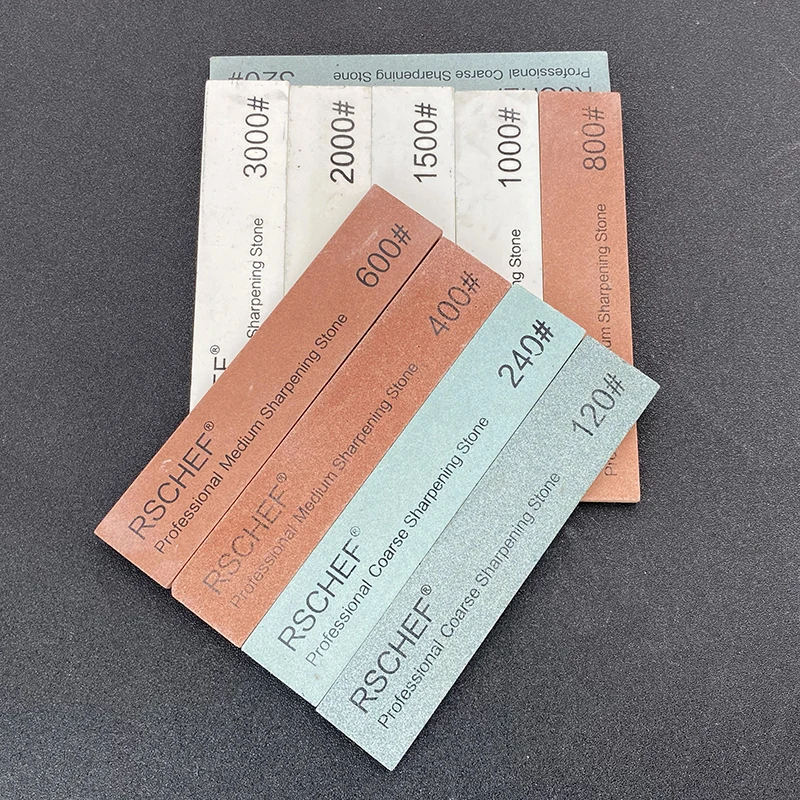 320#
Professional Coarse Sharpening Stone
RSCHEF
3000#
Sharpening Stone
2000#
1500#
1000#
800#
Sharpening Stone
600#
RSCHEF®
Professional Medium Sharpening Stone
400#
RSCHEF®
Professional Medium Sharpening Stone
240#
RSCHEF®
Professional Coarse Sharpening Stone
120#
RSCHEF®
Professional Coarse Sharpening Stone